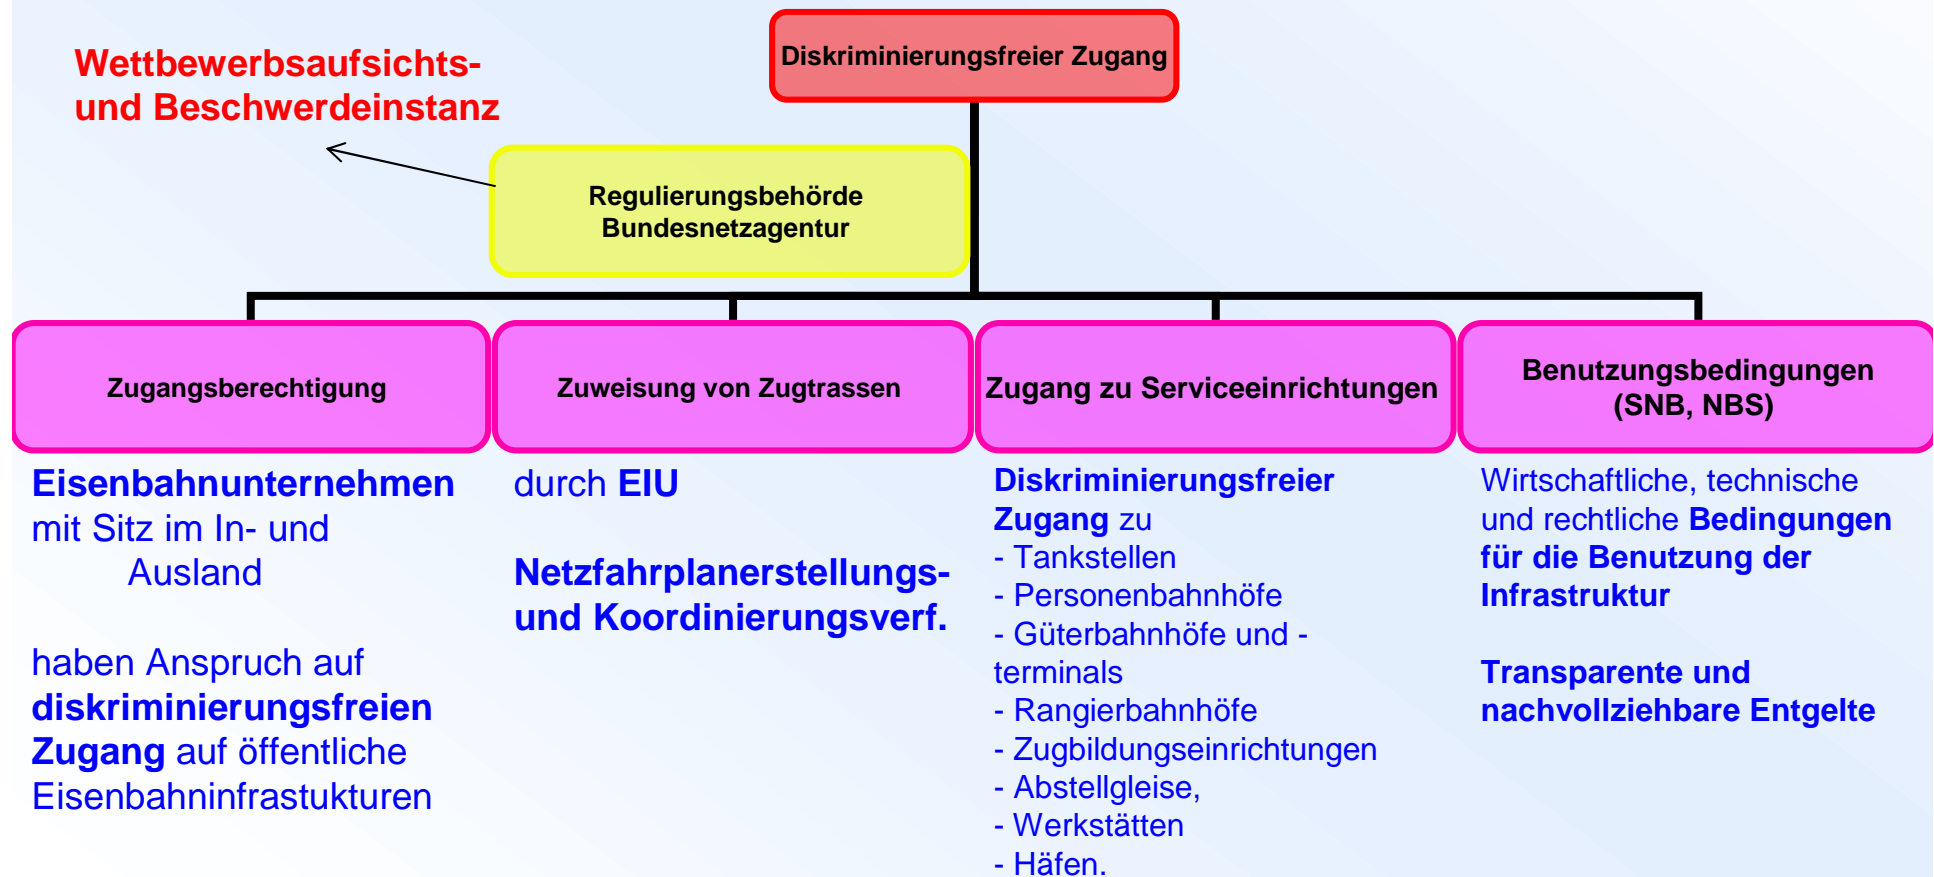 Diskriminierungsfreier Zugang
Wettbewerbsaufsichts-
und Beschwerdeinstanz
Regulierungsbehörde
Bundesnetzagentur
Zugangsberechtigung
Zuweisung von Zugtrassen
Zugang zu Serviceeinrichtungen
Benutzungsbedingungen
(SNB, NBS)
Eisenbahnunternehmen
mit Sitz im In- und
Ausland
haben Anspruch auf
diskriminierungsfreien
Zugang auf öffentliche
Eisenbahninfrastukturen
durch EIU
Netzfahrplanerstellungs-
und Koordinierungsverf.
Diskriminierungsfreier
Zugang zu
- Tankstellen
- Personenbahnhöfe
- Güterbahnhöfe und -
terminals
- Rangierbahnhöfe
- Zugbildungseinrichtungen
- Abstellgleise,
- Werkstätten
- Häfen.
Wirtschaftliche, technische
und rechtliche Bedingungen
für die Benutzung der
Infrastruktur
Transparente und
nachvollziehbare Entgelte